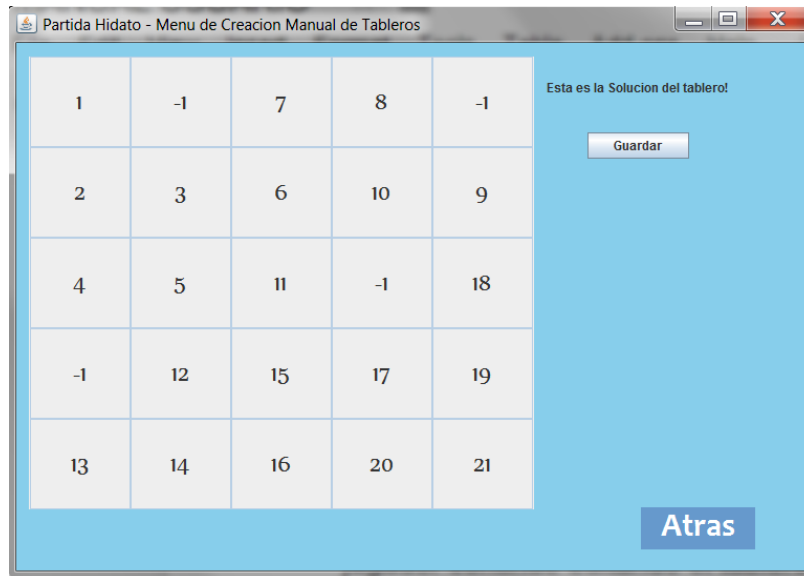 Partida Hidato - Menu de Creacion Manual de Tableros
1 -1 7 8 -1
Esta es la Solucion del tablero!
Guardar
2 3 6 10 9
4 5 11 -1 18
-1 12 15 17 19
13 14 16 20 21
Atras